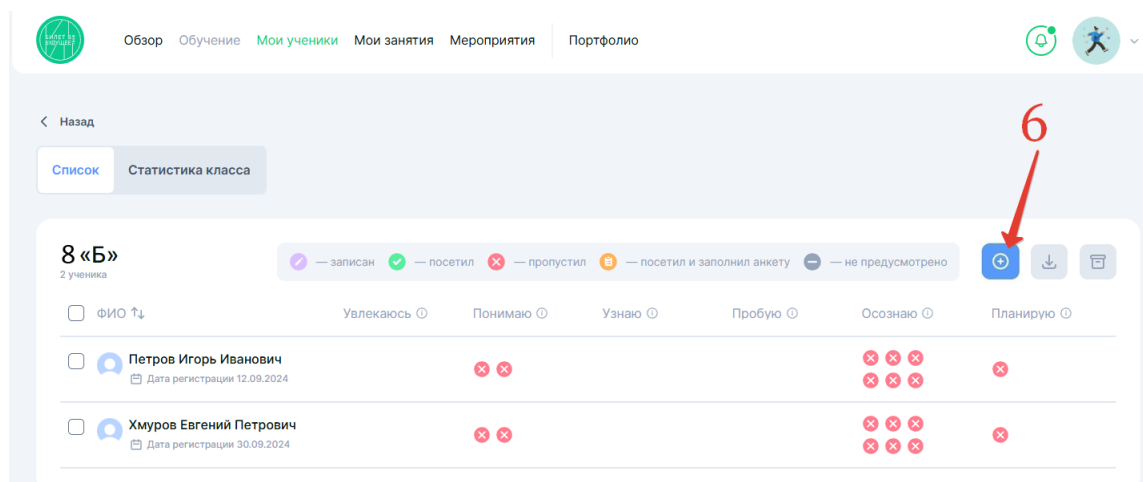 БИЛЕТ В БУДУЩЕЕ
Обзор Обучение Мои ученики Мои занятия Мероприятия Портфолио
Назад
6
Список Статистика класса
8 «Б»
2 ученика
— записан — посетил — пропустил — посетил и заполнил анкету — не предусмотрено
ФИО Увлекаюсь Понимаю Узнаю Пробую Осознаю Планирую
Петров Игорь Иванович
Дата регистрации 12.09.2024
Хмуров Евгений Петрович
Дата регистрации 30.09.2024